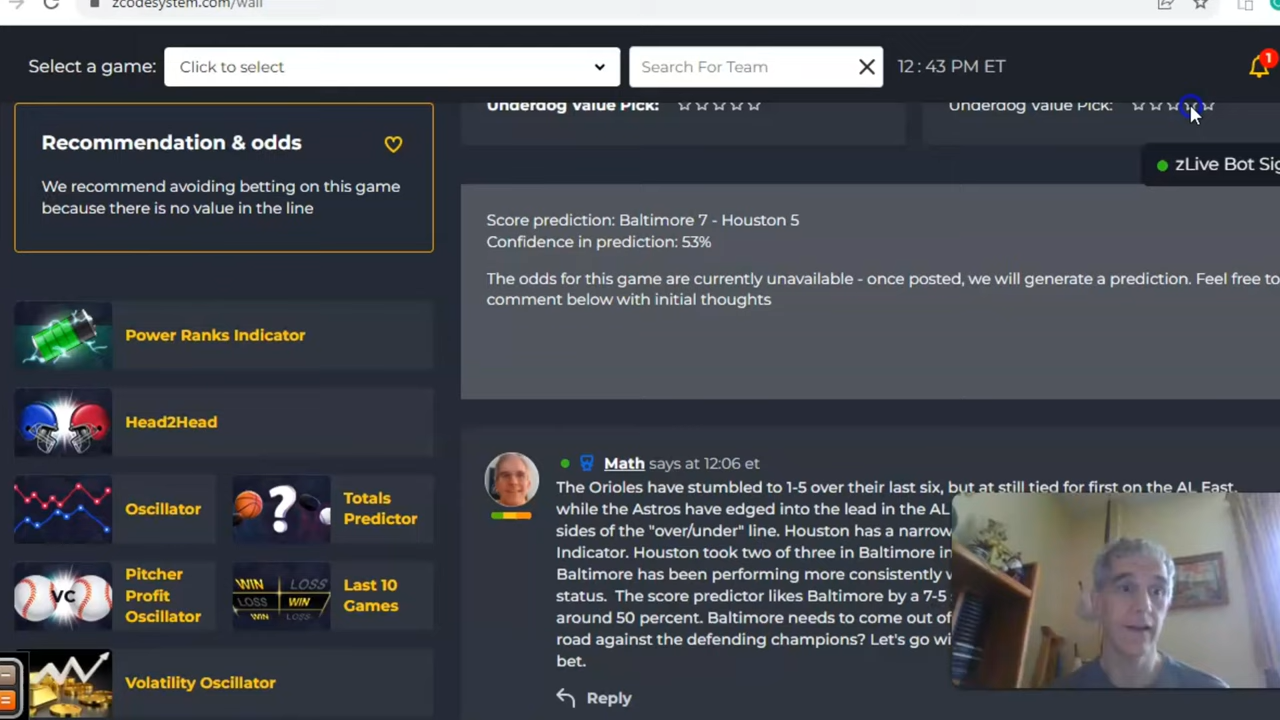 zcodesystem.com/wall
Select a game:
Click to select
Search For Team
12:43 PM ET
1
Recommendation & odds
We recommend avoiding betting on this game
because there is no value in the line
Underdog Value Pick:
Underdog Value Pick:
zLive Bot Sig
Score prediction: Baltimore 7 - Houston 5
Confidence in prediction: 53%
The odds for this game are currently unavailable - once posted, we will generate a prediction. Feel free to
comment below with initial thoughts
Power Ranks Indicator
Head2Head
Oscillator
Totals
Predictor
VC
Pitcher
Profit
Oscillator
WIN LOSS
LOSS WIN
WIN LOSS
Last 10
Games
Volatility Oscillator
Math says at 12:06 et
The Orioles have stumbled to 1-5 over their last six, but at still tied for first on the AL East,
while the Astros have edged into the lead in the AL
sides of the "over/under" line. Houston has a narrow
Indicator. Houston took two of three in Baltimore in
Baltimore has been performing more consistently
status. The score predictor likes Baltimore by a 7-5
around 50 percent. Baltimore needs to come out of
road against the defending champions? Let's go wi
bet.
Reply